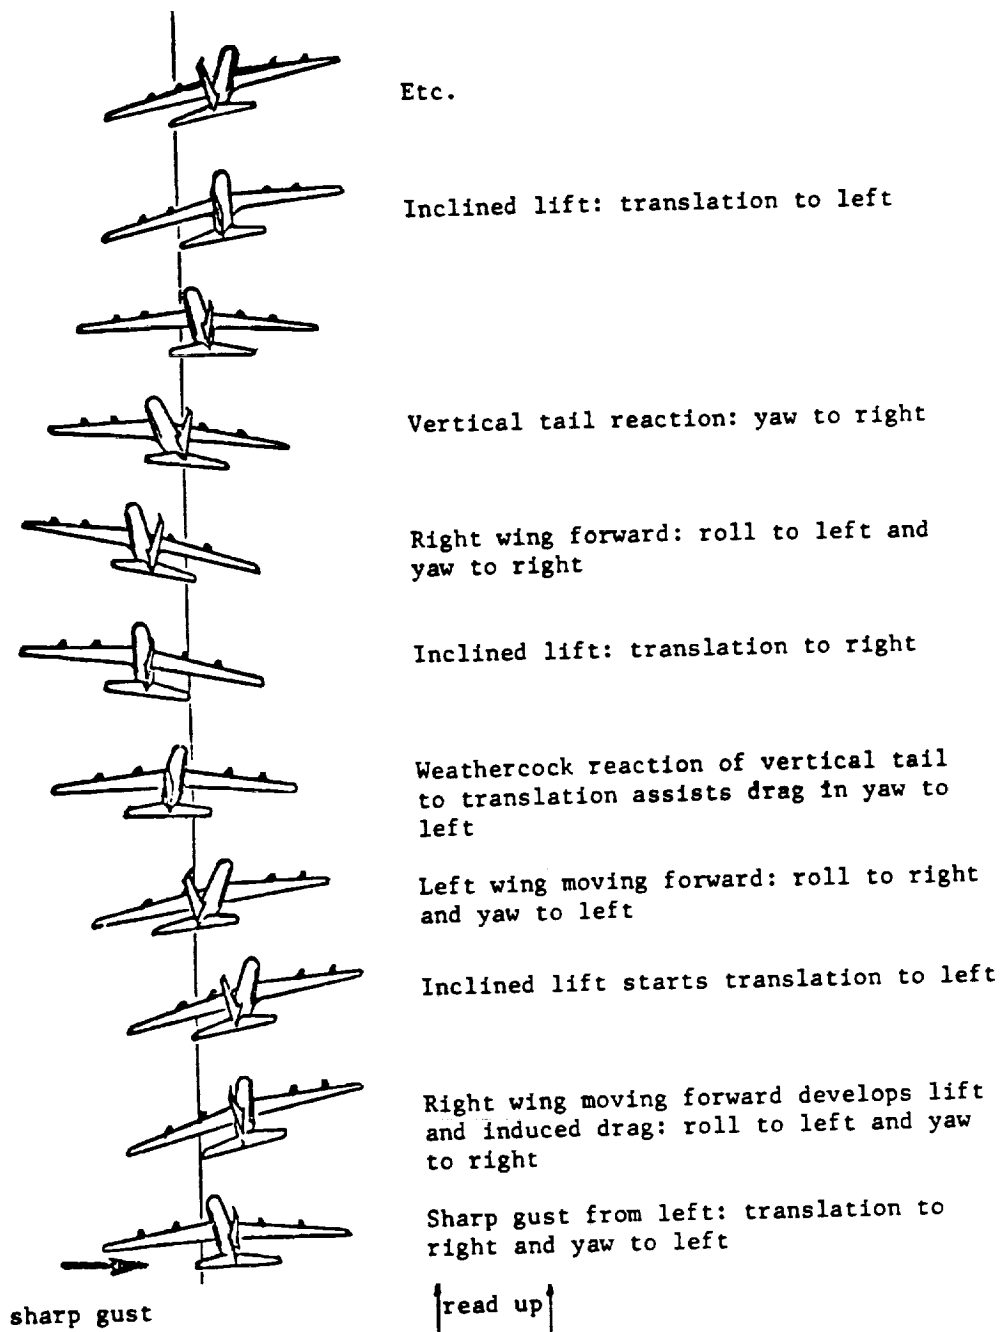 Etc.
Inclined lift: translation to left
Vertical tail reaction: yaw to right
Right wing forward: roll to left and
yaw to right
Inclined lift: translation to right
Weathercock reaction of vertical tail
to translation assists drag in yaw to
left
Left wing moving forward: roll to right
and yaw to left
Inclined lift starts translation to left
Right wing moving forward develops lift
and induced drag: roll to left and yaw
to right
Sharp gust from left: translation to
right and yaw to left
sharp gust
read up